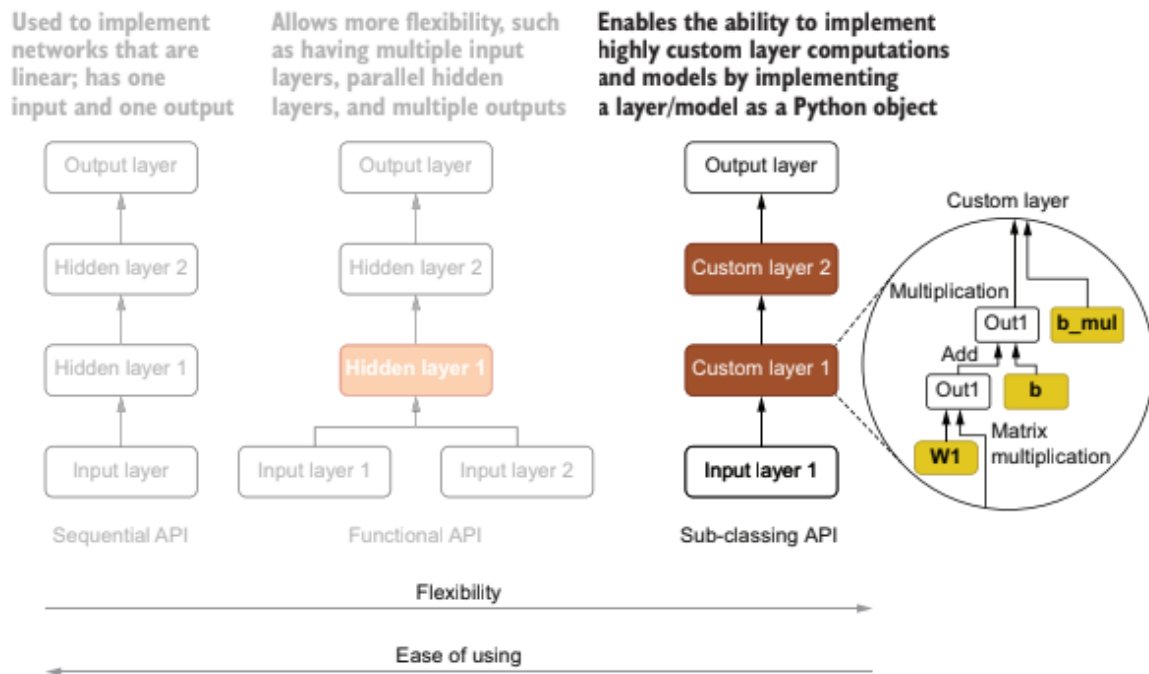 Used to implement
networks that are
linear; has one
input and one output
Allows more flexibility, such
as having multiple input
layers, parallel hidden
layers, and multiple outputs
Enables the ability to implement
highly custom layer computations
and models by implementing
a layer/model as a Python object
Output layer
Hidden layer 2
Hidden layer 1
Input layer
Sequential API
Output layer
Hidden layer 2
Hidden layer 1
Input layer 1
Input layer 2
Functional API
Output layer
Custom layer 2
Custom layer 1
Input layer 1
Sub-classing API
Custom layer
Multiplication
Out1
b_mul
Add
Out1
b
Matrix
multiplication
W1
Flexibility
Ease of using